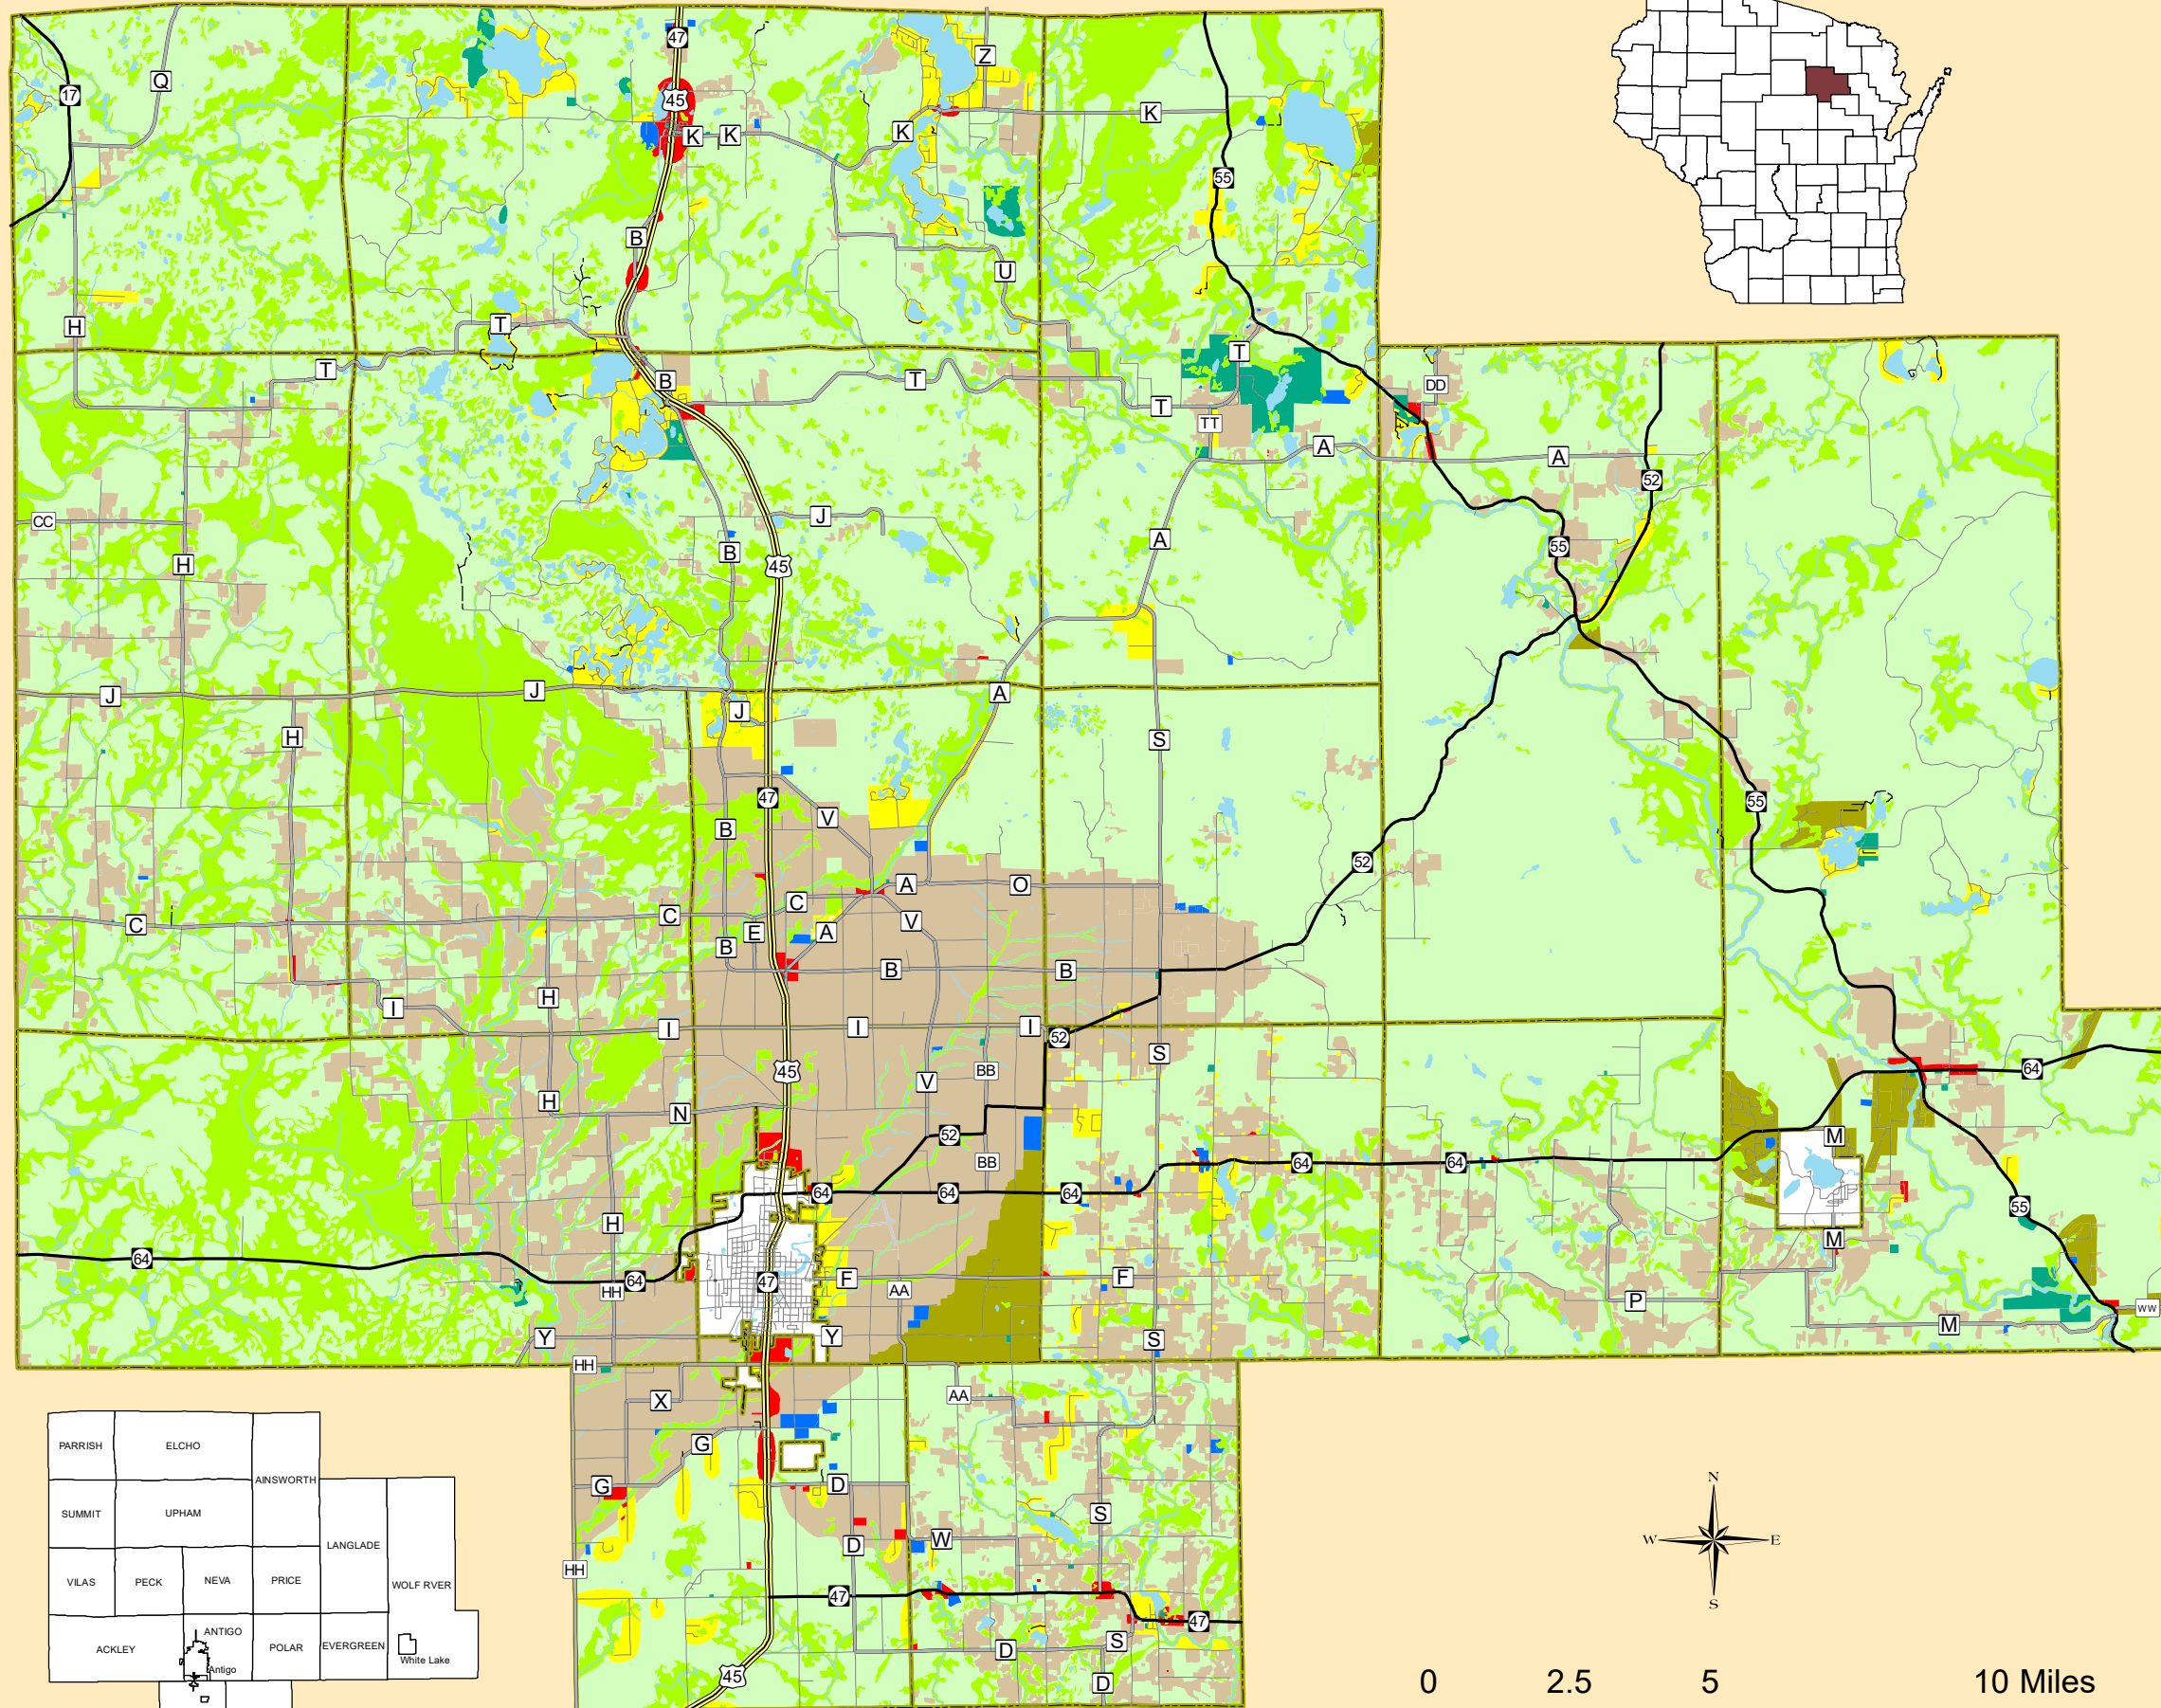 47
Z
Q
17
45
K
K
K
K
55
B
U
H
T
T
B
T
T
T
DD
TT
A
A
52
CC
J
B
H
45
A
55
J
J
A
J
H
S
47
V
B
55
52
A
O
C
C
C
V
E
A
B
B
B
H
I
I
I
I
52
S
64
45
BB
V
H
N
52
M
BB
64
64
64
64
64
H
55
M
64
64
47
F
F
HH
AA
P
WW
M
Y
Y
S
HH
AA
X
G
G
D
S
W
D
HH
47
47
S
D
45
D
PARRISH
ELCHO
AINSWORTH
SUMMIT
UPHAM
LANGLADE
VILAS
PECK
NEVA
PRICE
WOLF RVER
ANTIGO
ACKLEY
POLAR
EVERGREEN
White Lake
Antigo
N
W
E
S
0 2.5 5 10 Miles